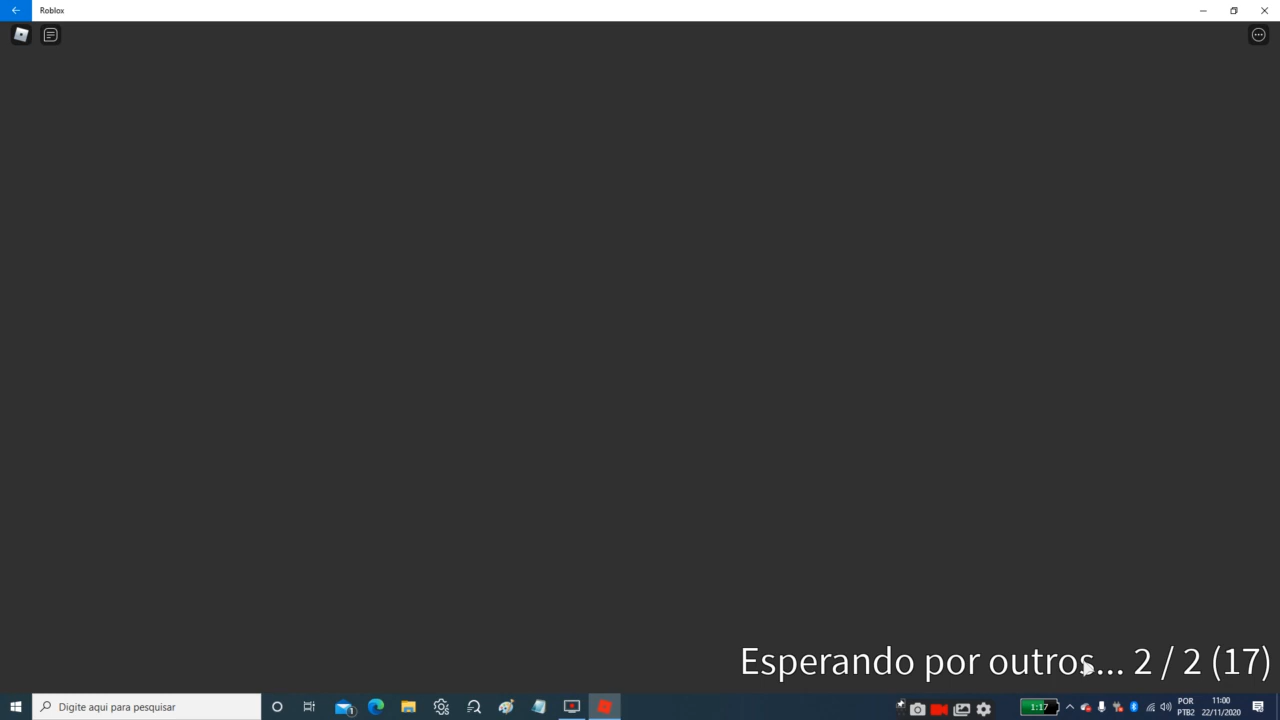 Roblox
Esperando por outros... 2 / 2 (17)
Digite aqui para pesquisar
1
1:17
POR
PTB2
11:00
22/11/2020